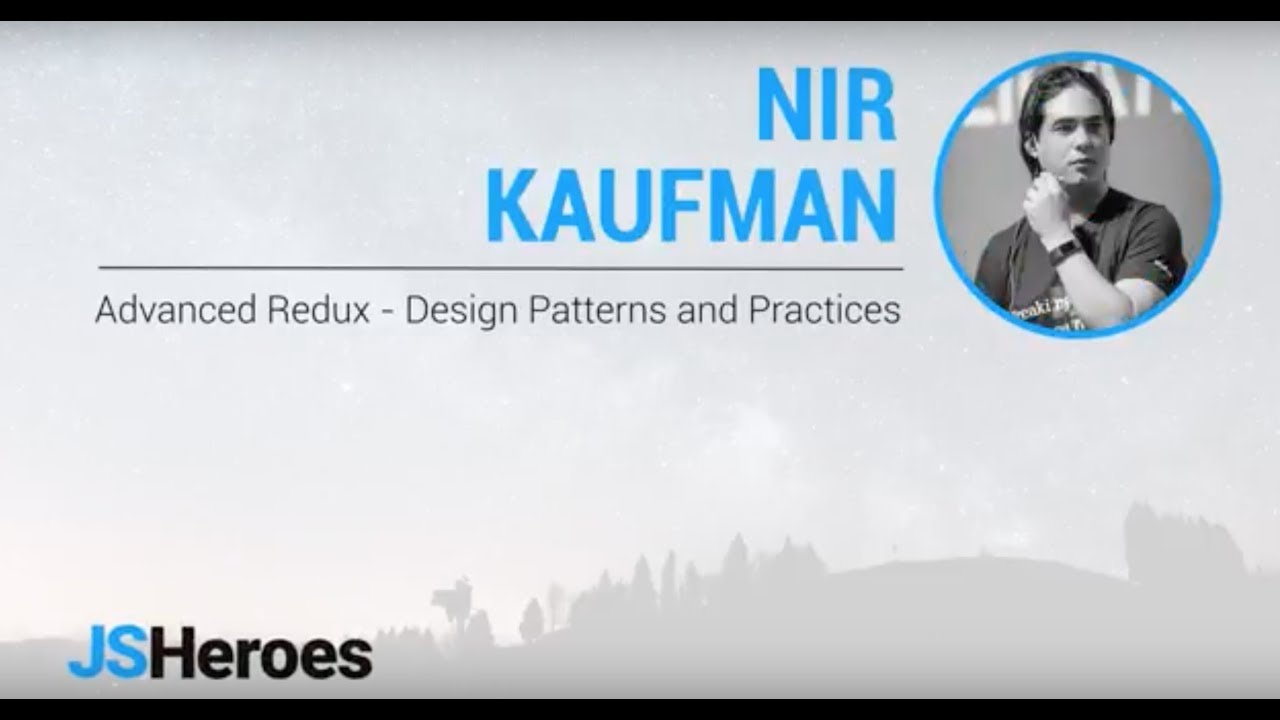 NIR
KAUFMAN
Advanced Redux - Design Patterns and Practices
JSHeroes